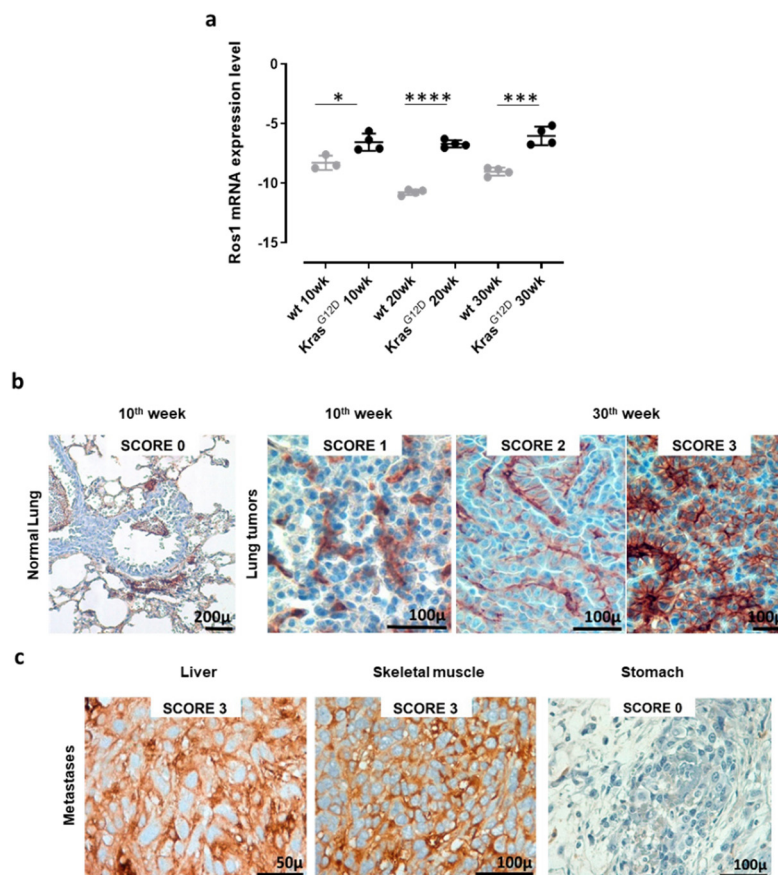 a
Ros1 mRNA expression level
0
-5
-10
-15
*
****
***
wt 10wk
Kras G12D 10wk
wt 20wk
Kras G12D 20wk
wt 30wk
Kras G12D 30wk
b
10th week
10th week
30th week
Normal Lung
SCORE 0
200µ
Lung tumors
SCORE 1
100µ
SCORE 2
100µ
SCORE 3
100µ
c
Liver
Skeletal muscle
Stomach
Metastases
SCORE 3
50µ
SCORE 3
100µ
SCORE 0
100µ